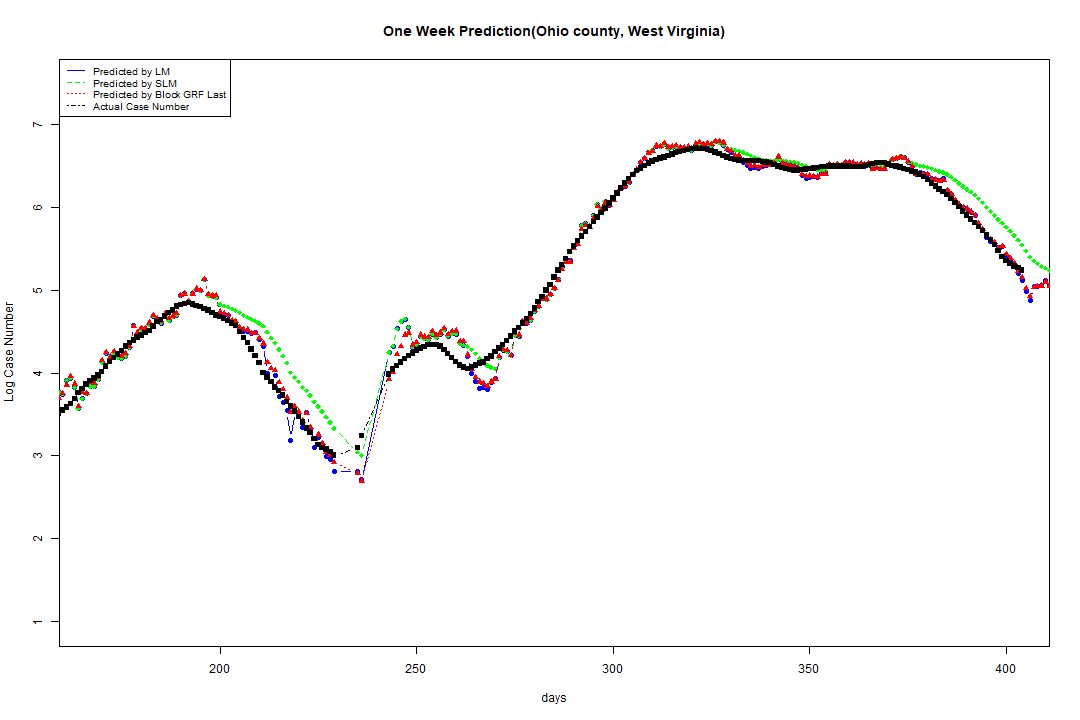 One Week Prediction(Ohio county, West Virginia)
Predicted by LM
Predicted by SLM
Predicted by Block GRF Last
Actual Case Number
7
6
5
4
3
2
1
Log Case Number
200 250 300 350 400
days